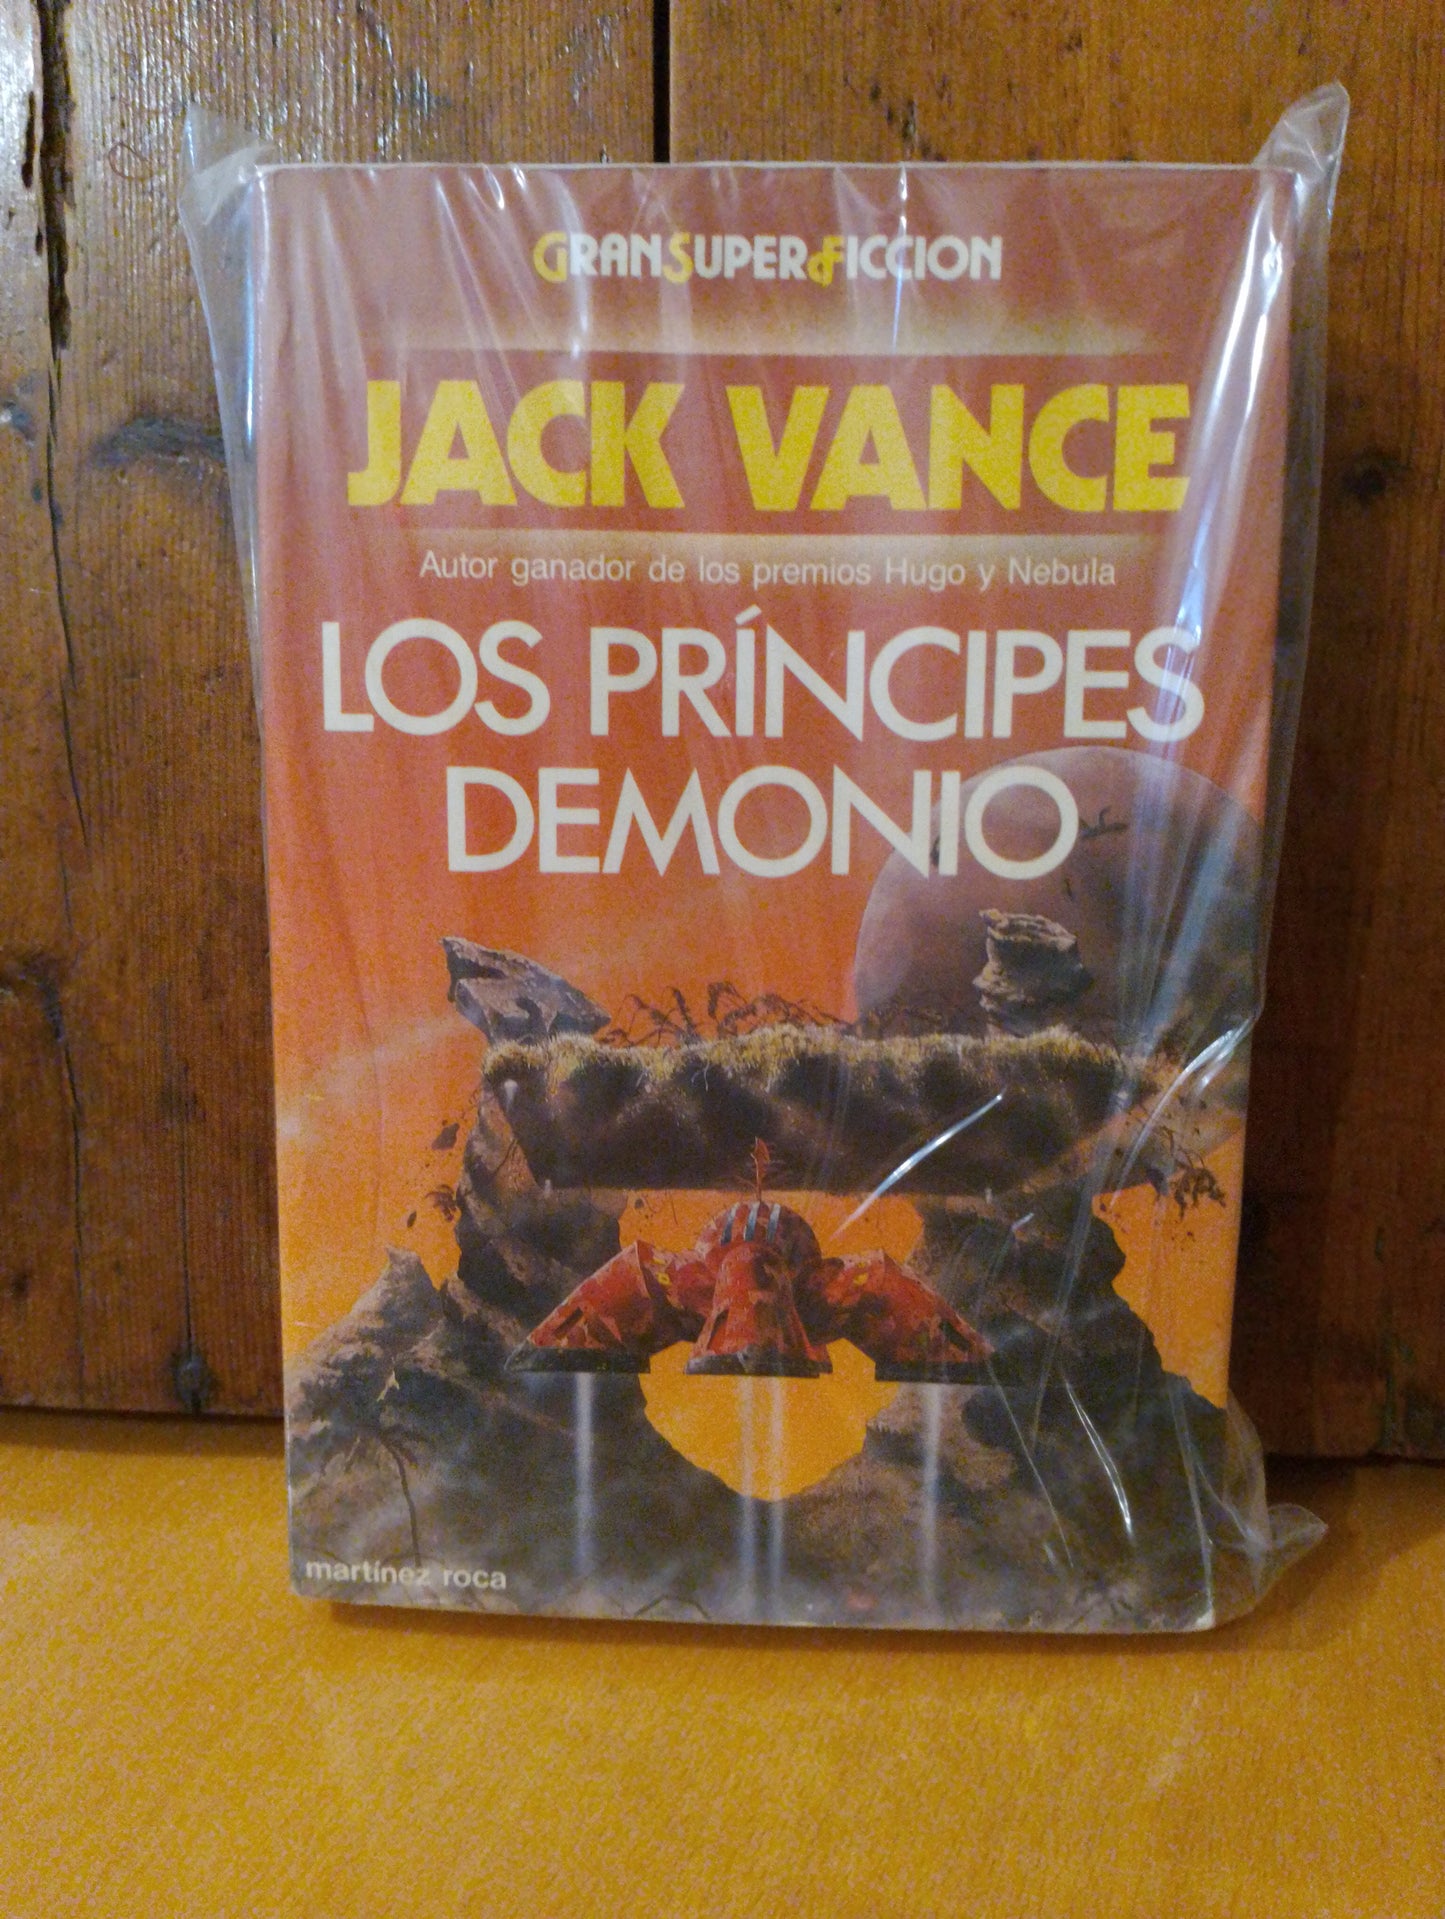 GRANSUPERFICCION
JACK VANCE
Autor ganador de los premios Hugo y Nebula
LOS PRÍNCIPES
DEMONIO
martínez roca